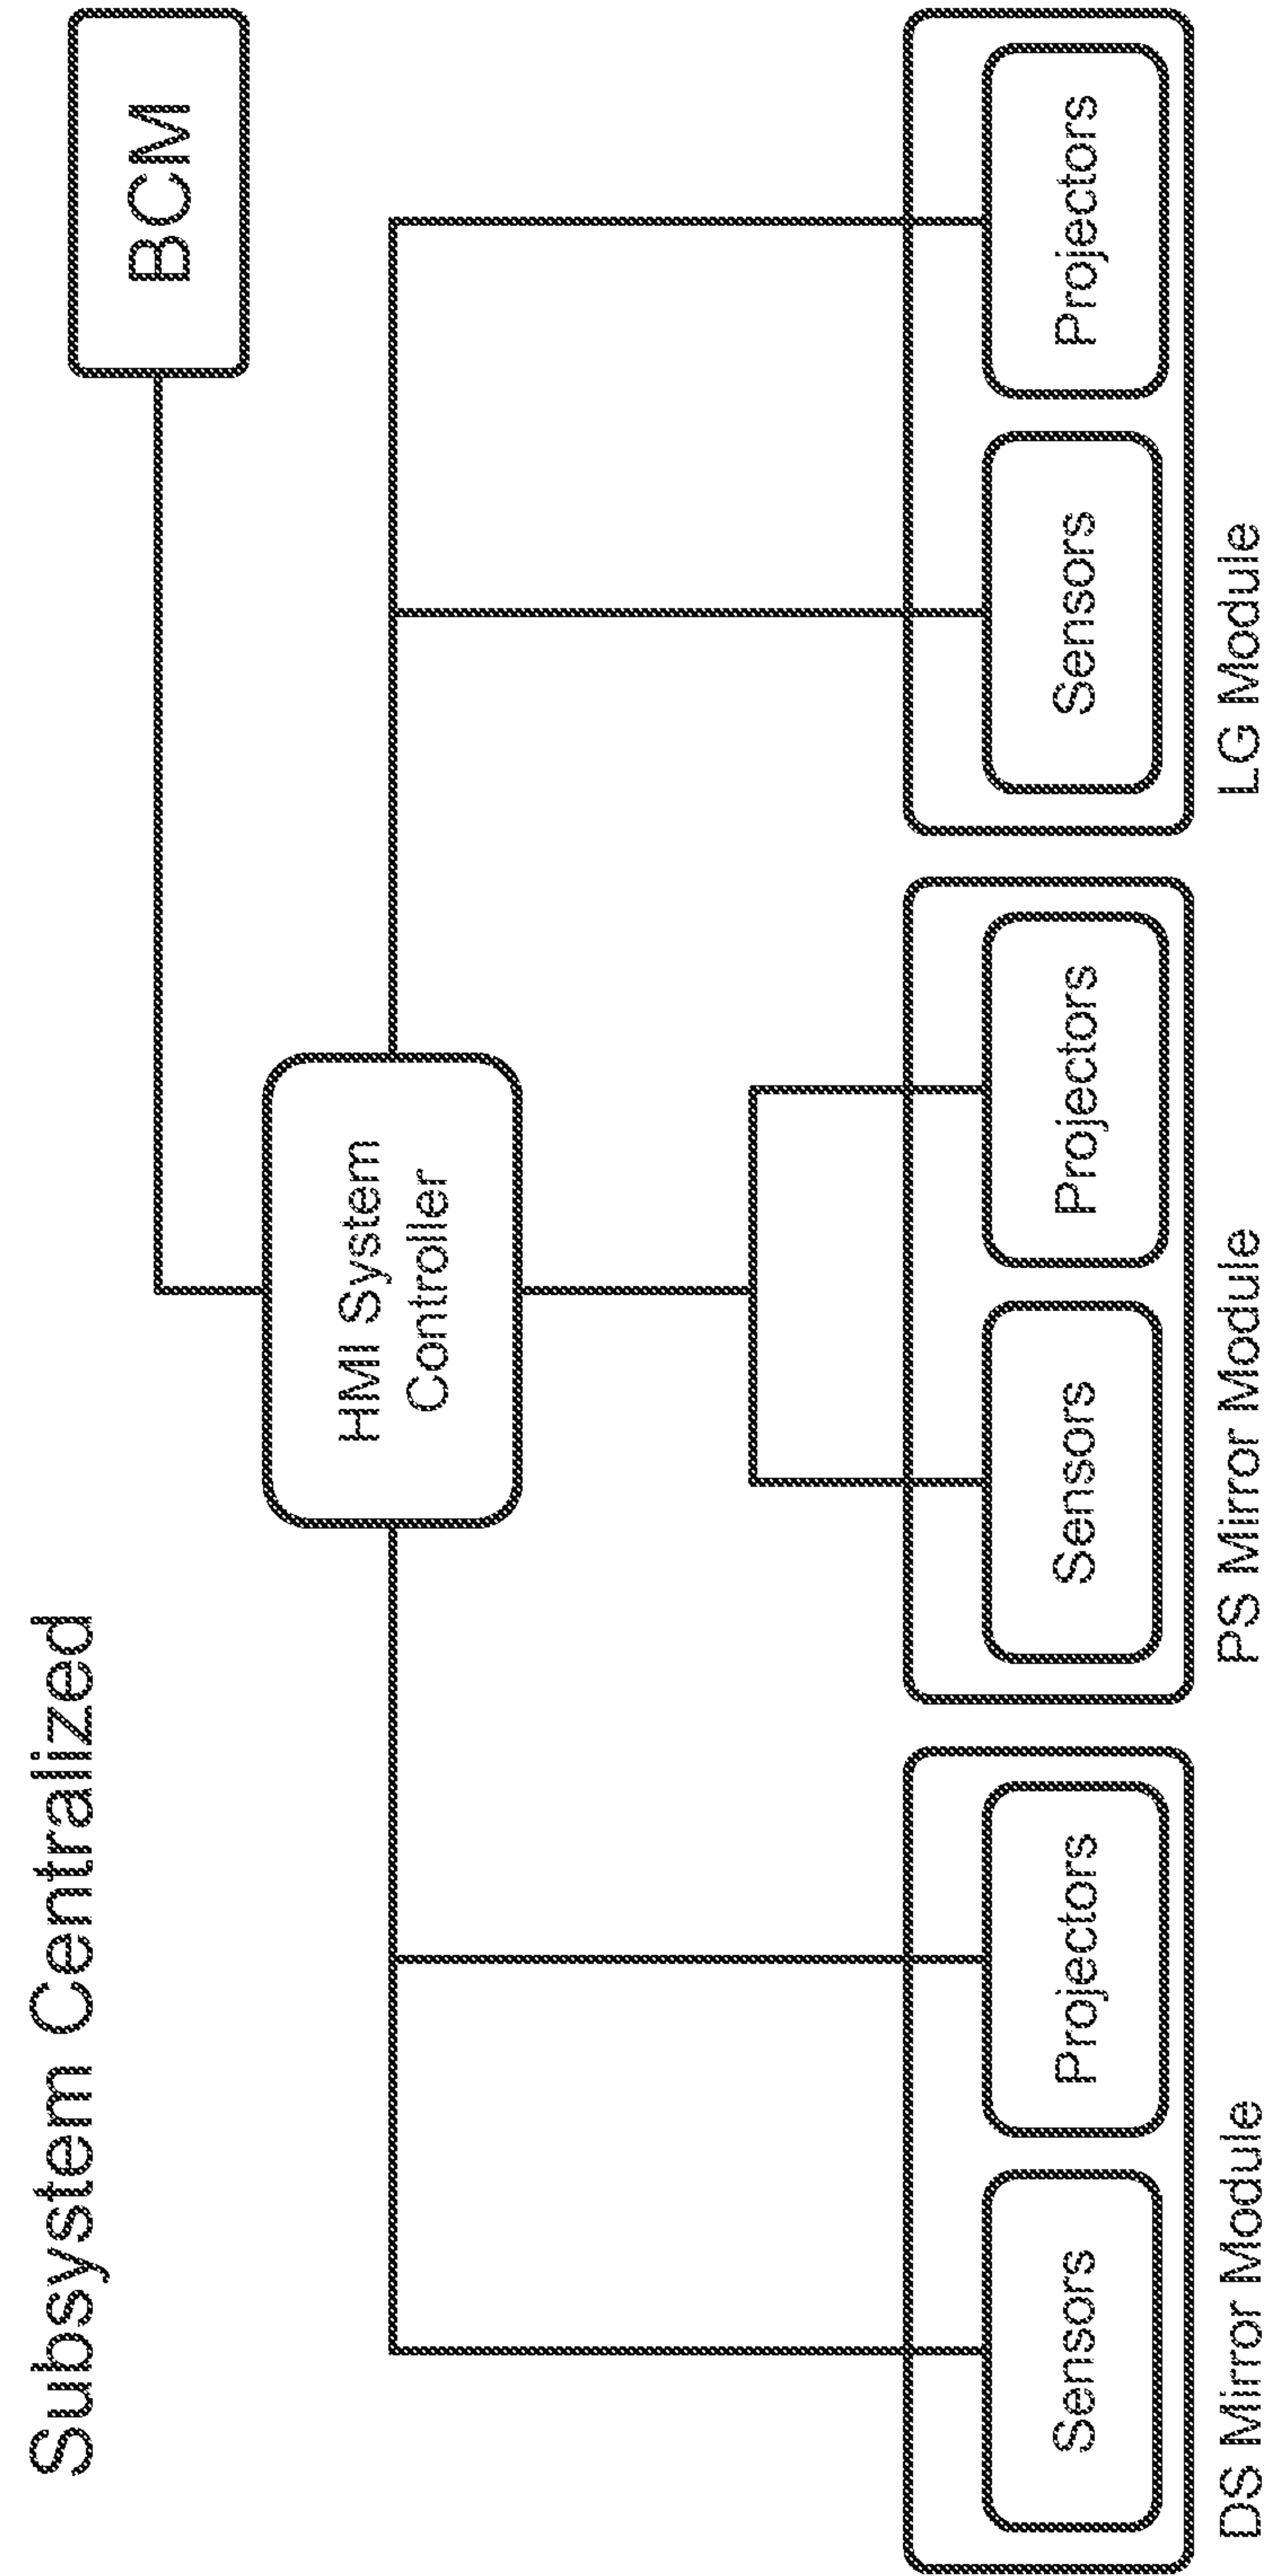 Subsystem Centralized
BCM
HMI System
Controller
Sensors
Projectors
Sensors
Projectors
Sensors
Projectors
DS Mirror Module
PS Mirror Module
LG Module